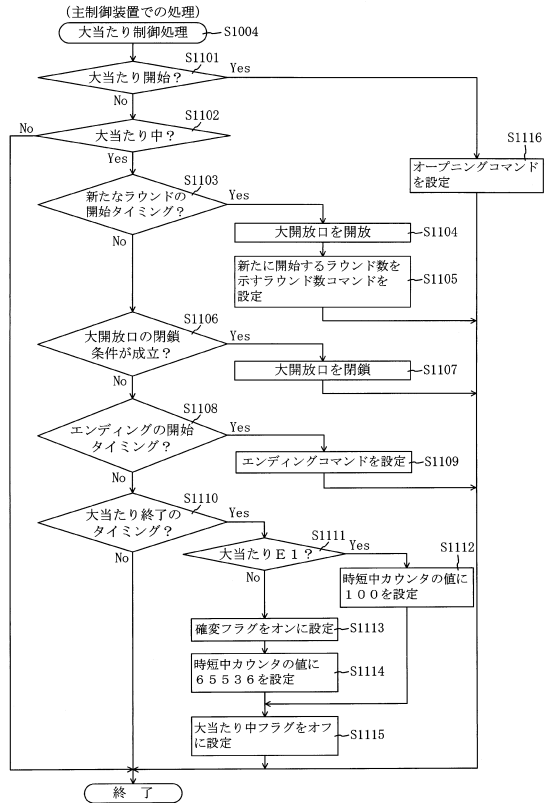 (主制御装置での処理)
大当たり制御処理
S1004
S1101
大当たり開始?
Yes
No
S1102
No
大当たり中?
Yes
S1116
オープニングコマンド
を設定
S1103
新たなラウンドの
開始タイミング?
Yes
No
大開放口を開放
S1104
新たに開始するラウンド数を
示すラウンド数コマンドを
設定
S1105
S1106
大開放口の閉鎖
条件が成立?
Yes
No
大開放口を閉鎖
S1107
S1108
エンディングの開始
タイミング?
Yes
No
エンディングコマンドを設定
S1109
S1110
大当たり終了の
タイミング?
Yes
No
S1111
大当たりE1?
Yes
No
S1112
時短中カウンタの値に
100を設定
確変フラグをオンに設定
S1113
時短中カウンタの値に
65536を設定
S1114
大当たり中フラグをオフ
に設定
S1115
終 了